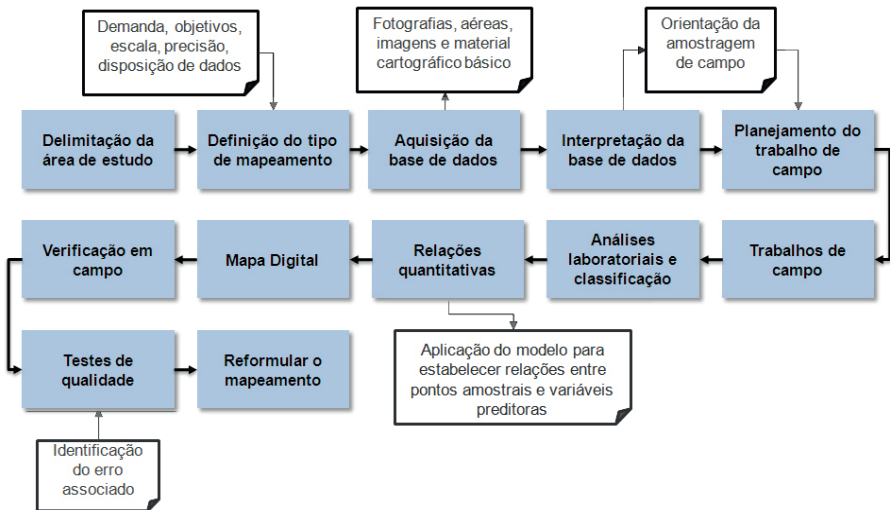 Demanda, objetivos,
escala, precisão,
disposição de dados
Fotografias, aéreas,
imagens e material
cartográfico básico
Orientação da
amostragem
de campo
Delimitação da
área de estudo
Definição do tipo
de mapeamento
Aquisição da
base de dados
Interpretação da
base de dados
Planejamento do
trabalho de
campo
Verificação em
campo
Mapa Digital
Relações
quantitativas
Análises
laboratoriais e
classificação
Trabalhos de
campo
Testes de
qualidade
Reformular o
mapeamento
Aplicação do modelo para
estabelecer relações entre
pontos amostrais e variáveis
preditoras
Identificação
do erro
associado